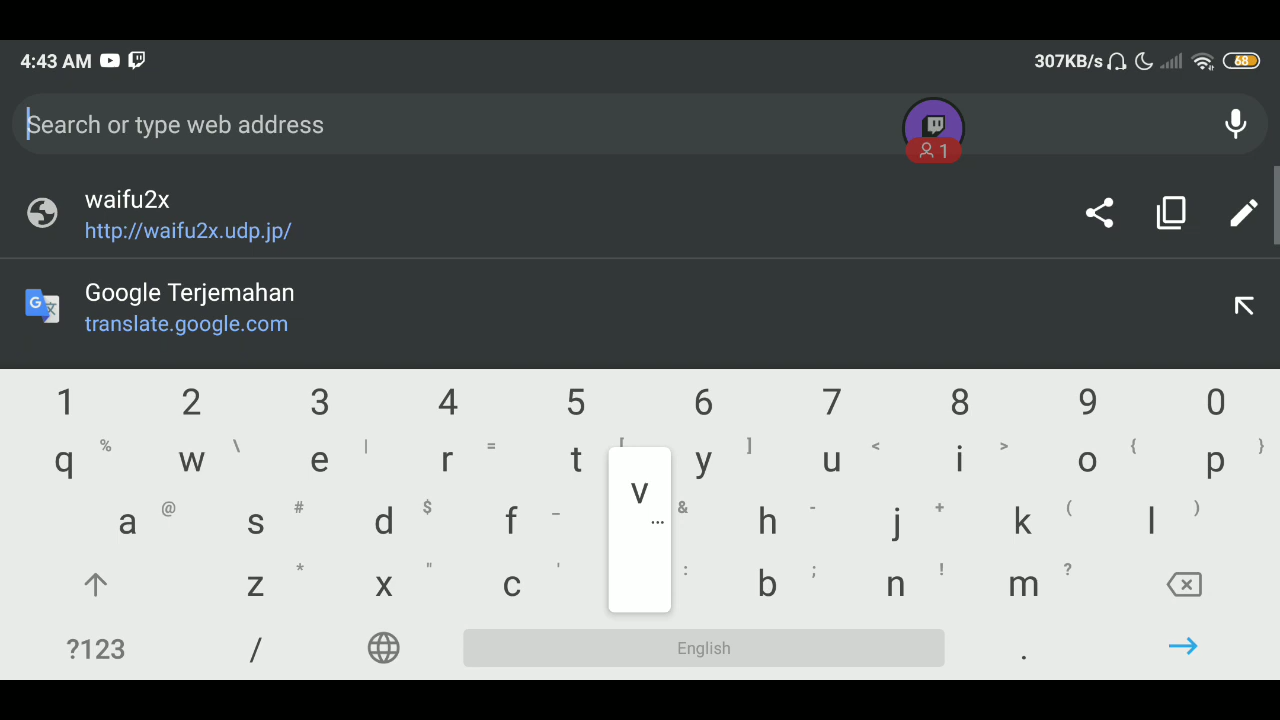 4:43 AM 307KB/s 68
Search or type web address
1
waifu2x
http://waifu2x.udp.jp/
Google Terjemahan
translate.google.com
1 2 3 4 5 6 7 8 9 0
q % w \ e | r = t [ y ] u < i > o { p }
a @ s # d $ f _ & h - j + k ( l )
z * x " c ' v ... : b ; n ! m ?
?123 / English .